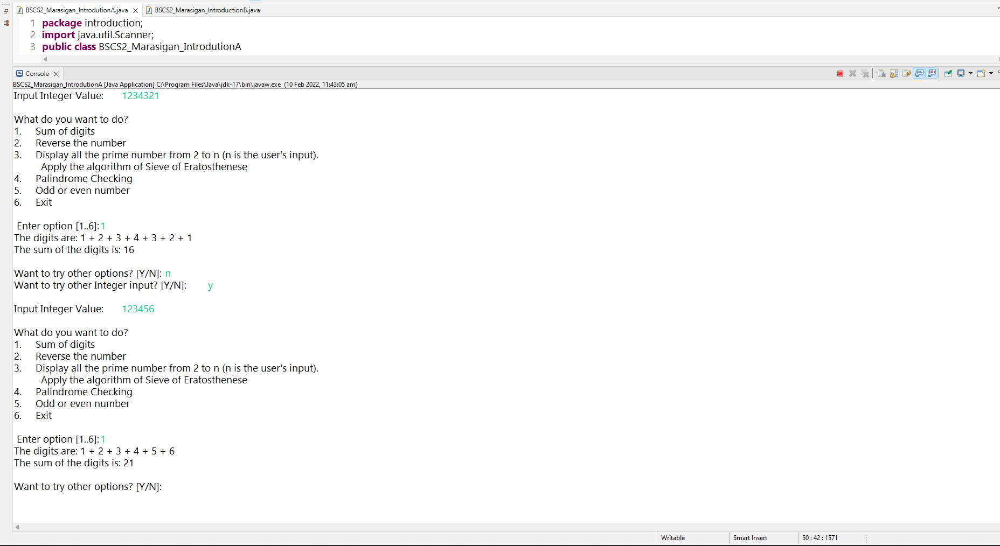 BSCS2_Marasigan_IntrodutionA.java
BSCS2_Marasigan_IntroductionB.java
1 package introduction;
2 import java.util.Scanner;
3 public class BSCS2_Marasigan_IntrodutionA
Console
BSCS2_Marasigan_IntrodutionA [Java Application] C:\Program Files\Java\jdk-17\bin\javaw.exe (10 Feb 2022, 11:43:05 am)
Input Integer Value: 1234321
What do you want to do?
1. Sum of digits
2. Reverse the number
3. Display all the prime number from 2 to n (n is the user's input).
Apply the algorithm of Sieve of Eratosthenese
4. Palindrome Checking
5. Odd or even number
6. Exit
Enter option [1..6]:1
The digits are: 1 + 2 + 3 + 4 + 3 + 2 + 1
The sum of the digits is: 16
Want to try other options? [Y/N]: n
Want to try other Integer input? [Y/N]: y
Input Integer Value: 123456
What do you want to do?
1. Sum of digits
2. Reverse the number
3. Display all the prime number from 2 to n (n is the user's input).
Apply the algorithm of Sieve of Eratosthenese
4. Palindrome Checking
5. Odd or even number
6. Exit
Enter option [1..6]:1
The digits are: 1 + 2 + 3 + 4 + 5 + 6
The sum of the digits is: 21
Want to try other options? [Y/N]:
Writable
Smart Insert
50 : 42 : 1571